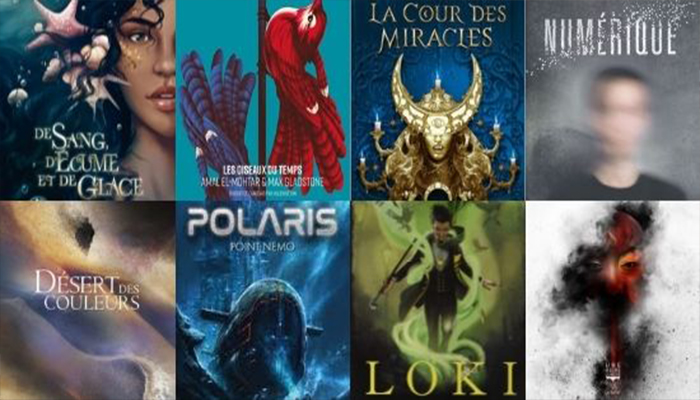 DE SANG,
D'ÉCUME
ET DE GLACE
LES OISEAUX DU TEMPS
AMAL EL-MOHTAR & MAX GLADSTONE
LA COUR DES
MIRACLES
NUMÉRIQUE
DÉSERT DES
COULEURS
POLARIS
POINT NEMO
LOKI